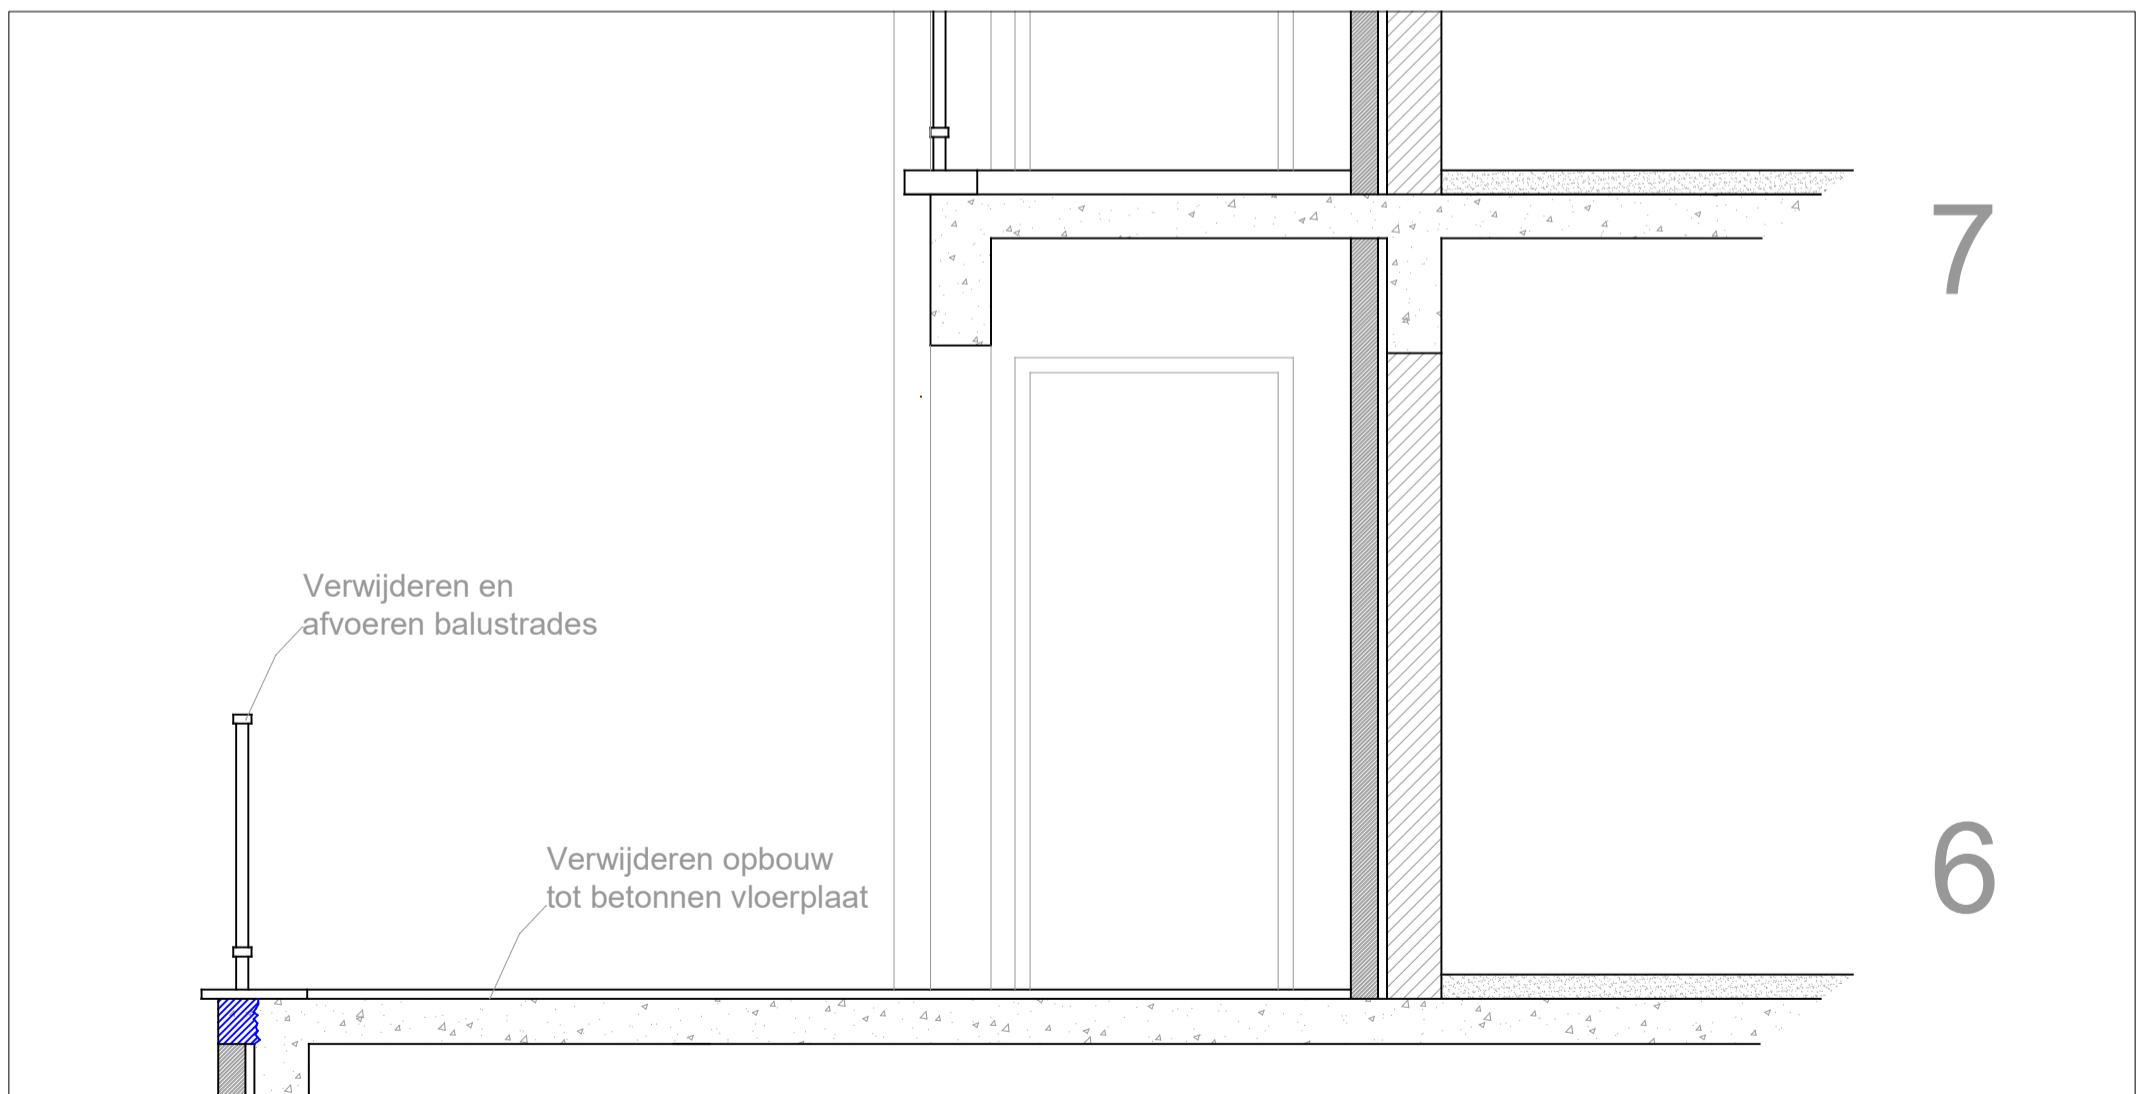 7
Verwijderen en
afvoeren balustrades
Verwijderen opbouw
tot betonnen vloerplaat
6